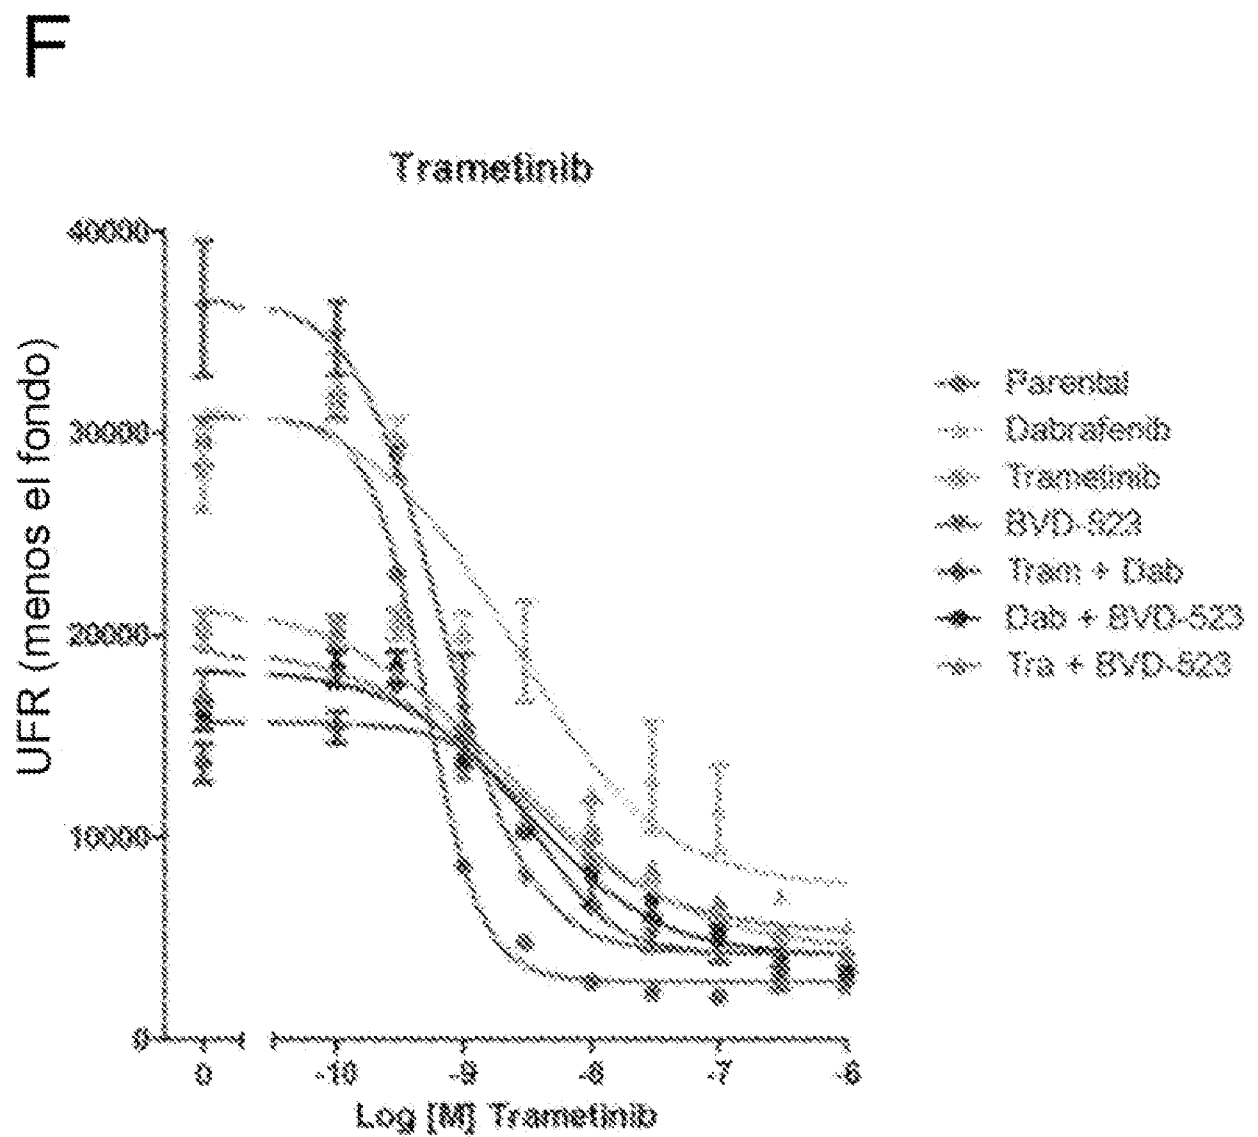 F
Trametinib
40000
30000
20000
10000
0
UFR (menos el fondo)
0 -10 -9 -8 -7 -6
Log [M] Trametinib
Parental
Dabrafenib
Trametinib
BVD-523
Tram + Dab
Dab + BVD-523
Tra + BVD-523